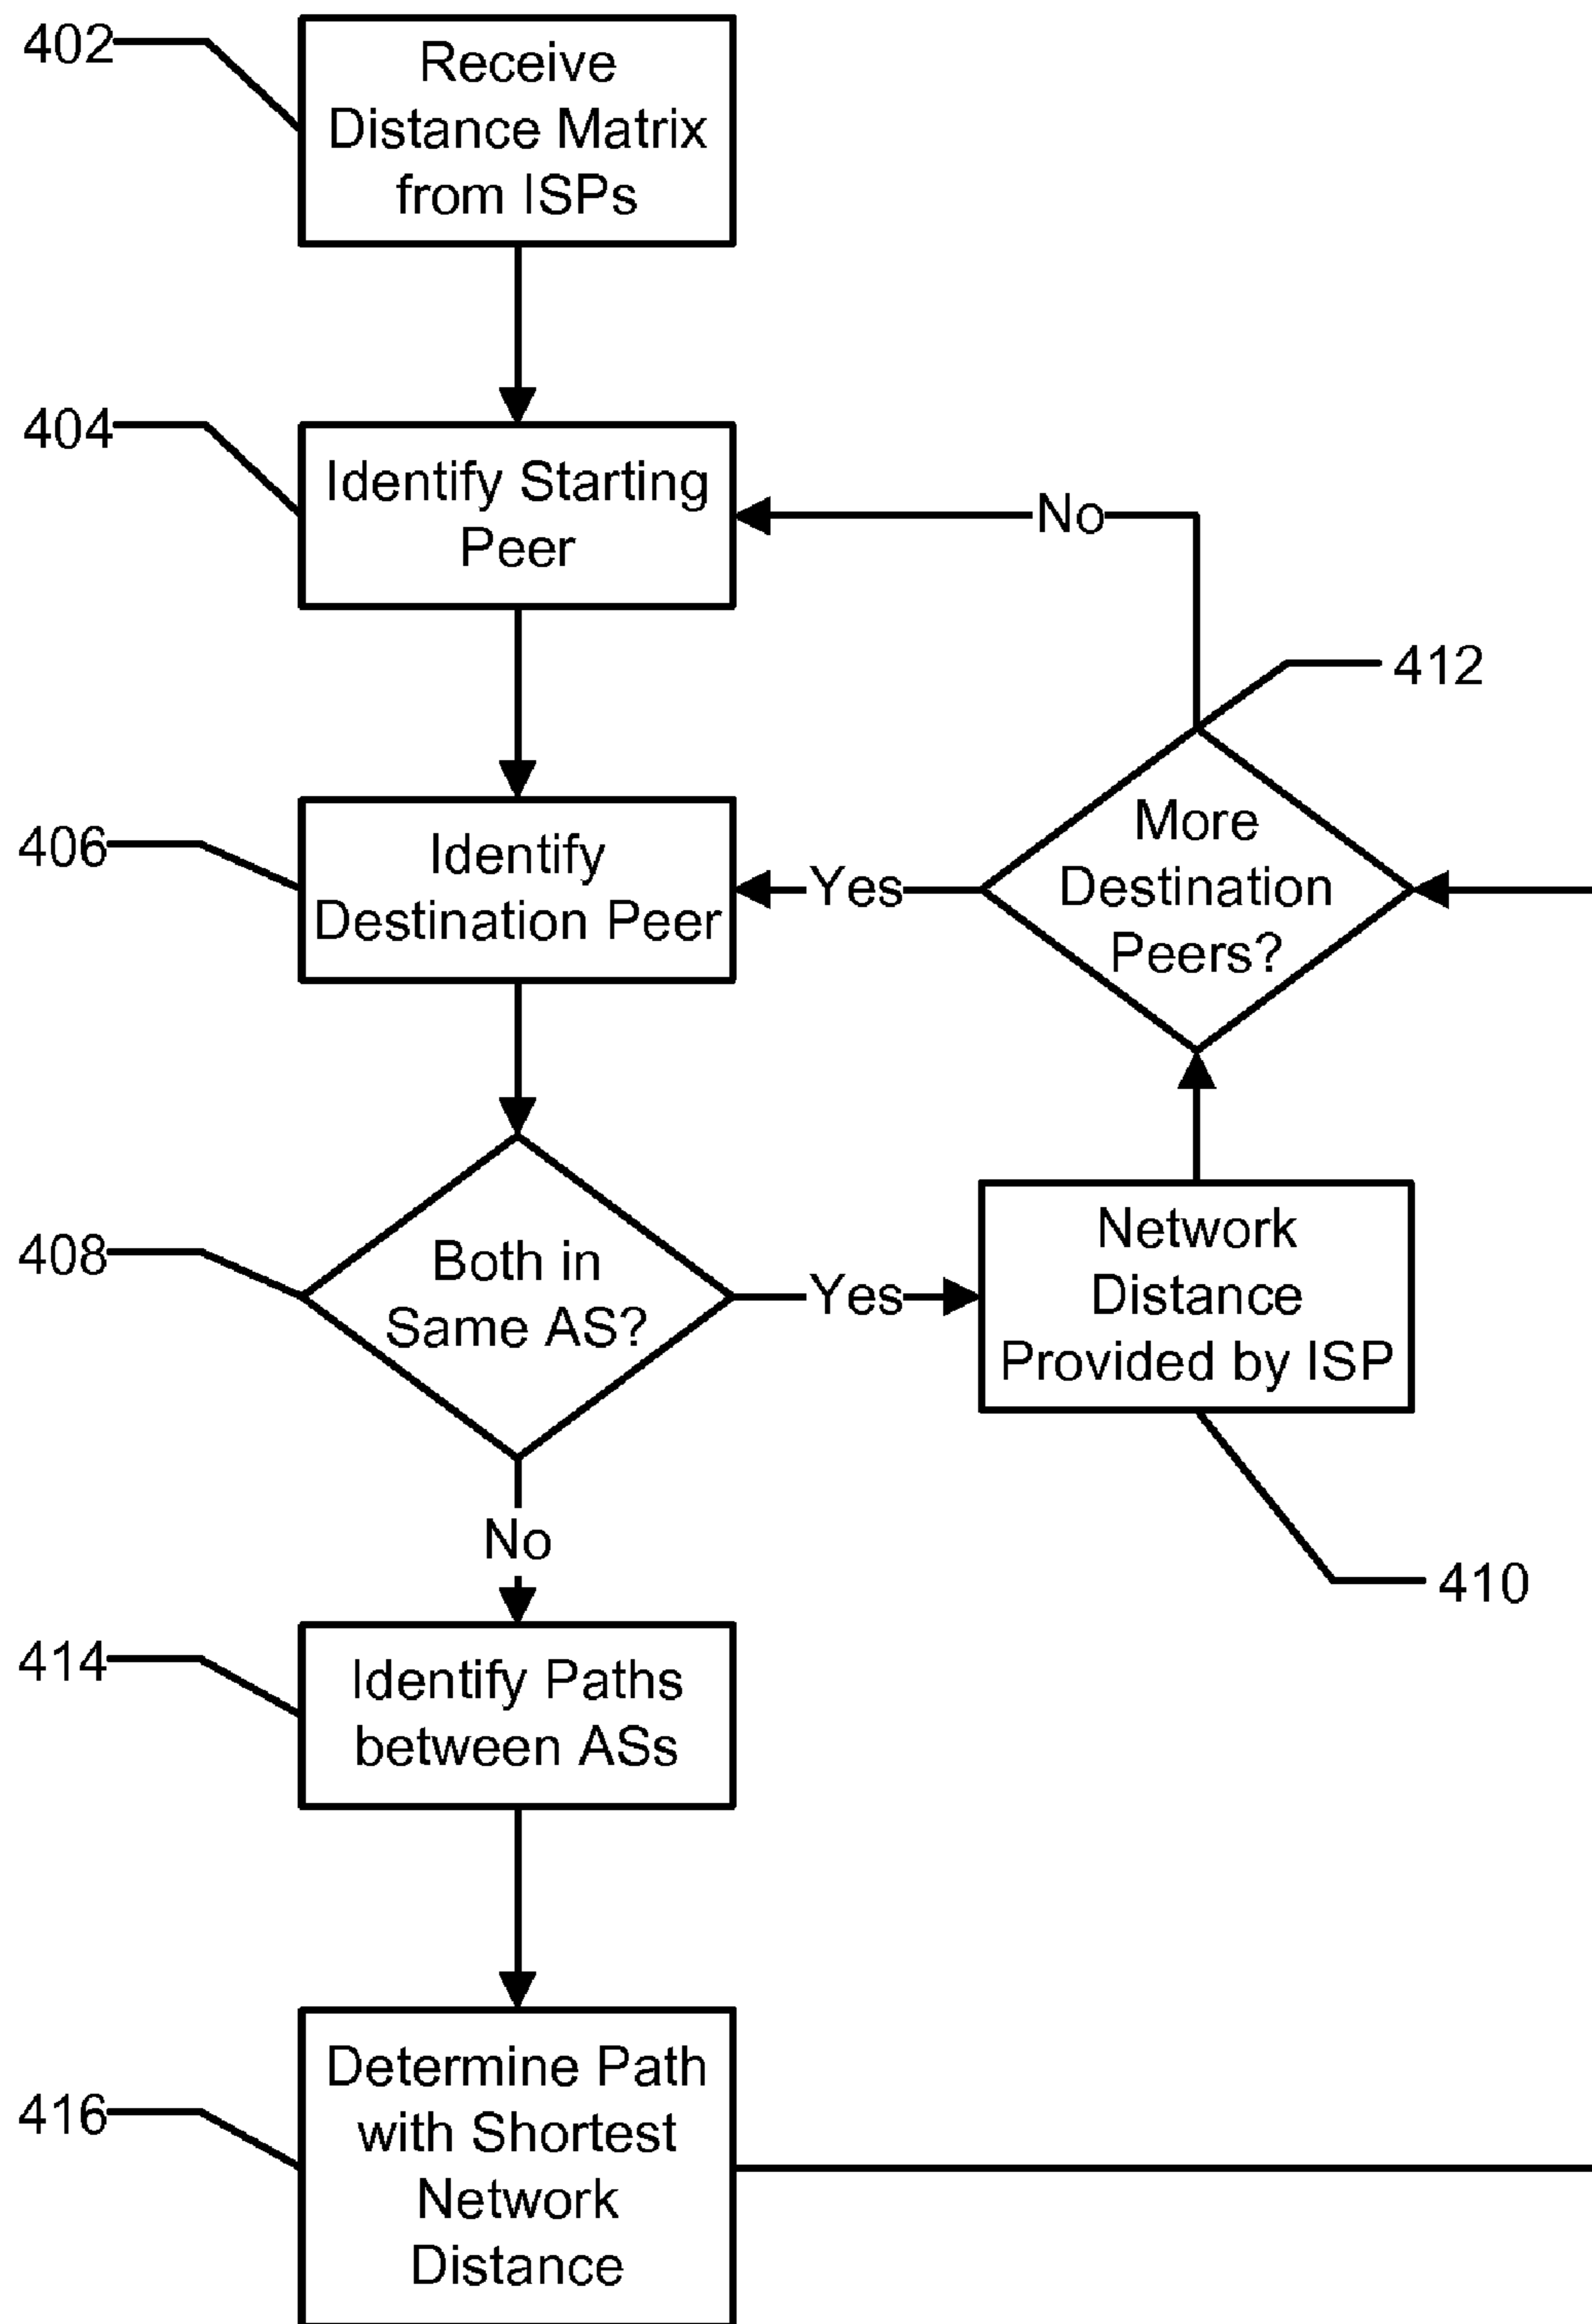 402
Receive
Distance Matrix
from ISPs
404
Identify Starting
Peer
No
412
406
Identify
Destination Peer
Yes
More
Destination
Peers?
408
Both in
Same AS?
Yes
Network
Distance
Provided by ISP
No
410
414
Identify Paths
between ASs
416
Determine Path
with Shortest
Network
Distance